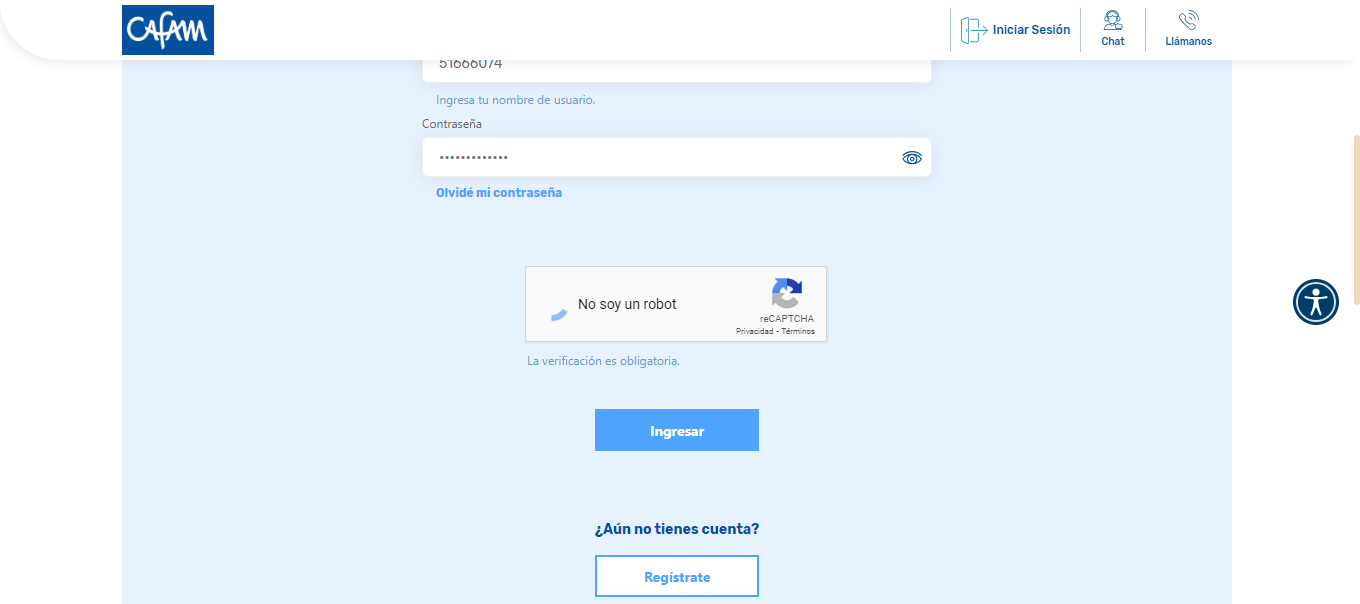 CAFAM
Iniciar Sesión
Chat
Llámanos
51666074
Ingresa tu nombre de usuario.
Contraseña
•••••••••••••
Olvidé mi contraseña
No soy un robot
reCAPTCHA
Privacidad - Términos
La verificación es obligatoria.
Ingresar
¿Aún no tienes cuenta?
Regístrate